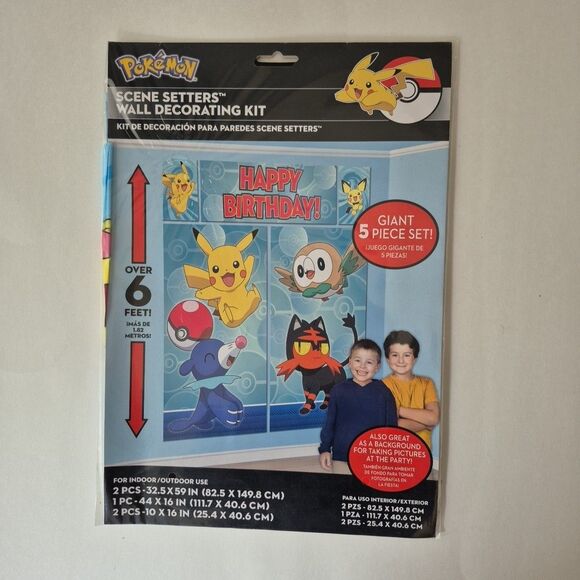 POKéMON
SCENE SETTERS™
WALL DECORATING KIT
KIT DE DECORACIÓN PARA PAREDES SCENE SETTERS™
HAPPY
BIRTHDAY!
GIANT
5 PIECE SET!
¡JUEGO GIGANTE DE
5 PIEZAS!
OVER
6
FEET!
¡MÁS DE
1.82
METROS!
ALSO GREAT
AS A BACKGROUND
FOR TAKING PICTURES
AT THE PARTY!
TAMBIÉN GRAN AMBIENTE
DE FONDO PARA TOMAR
FOTOGRAFÍAS EN
LA FIESTA!
FOR INDOOR/OUTDOOR USE
2 PCS - 32.5 X 59 IN (82.5 X 149.8 CM)
1 PC - 44 X 16 IN (111.7 X 40.6 CM)
2 PCS - 10 X 16 IN (25.4 X 40.6 CM)
PARA USO INTERIOR/EXTERIOR
2 PZS - 82.5 X 149.8 CM
1 PZA - 111.7 X 40.6 CM
2 PZS - 25.4 X 40.6 CM